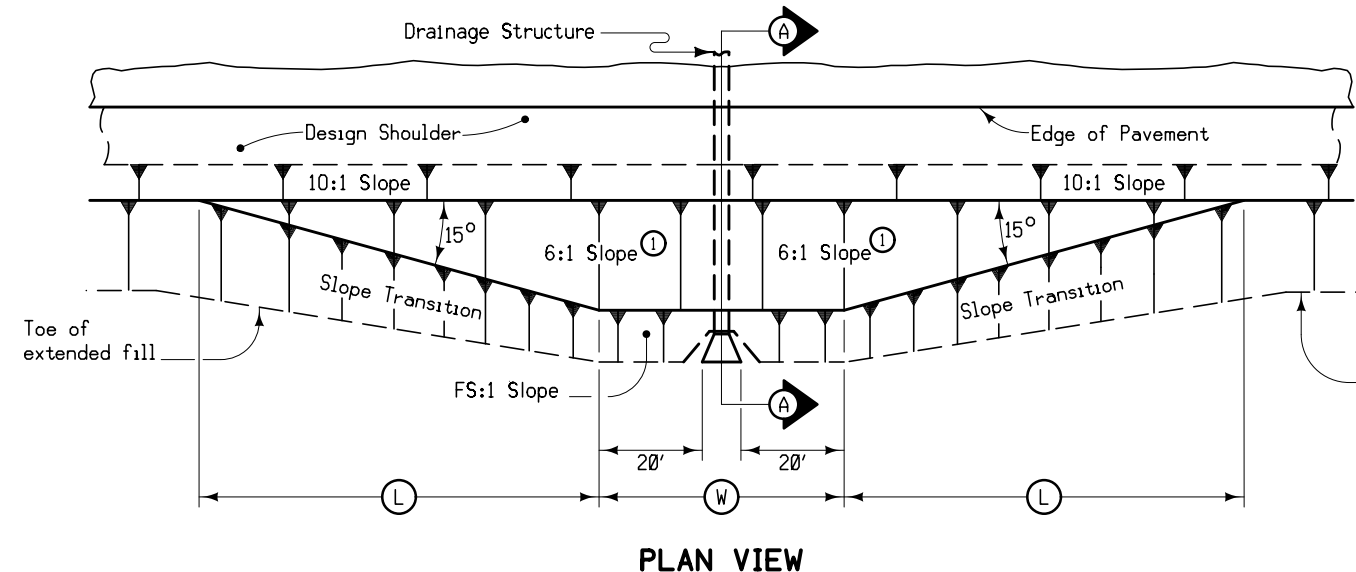 Drainage Structure
A
Design Shoulder
Edge of Pavement
10:1 Slope
10:1 Slope
15°
6:1 Slope 1
6:1 Slope 1
15°
Slope Transition
Slope Transition
Toe of
extended fill
FS:1 Slope
A
20'
20'
L
W
L
PLAN VIEW